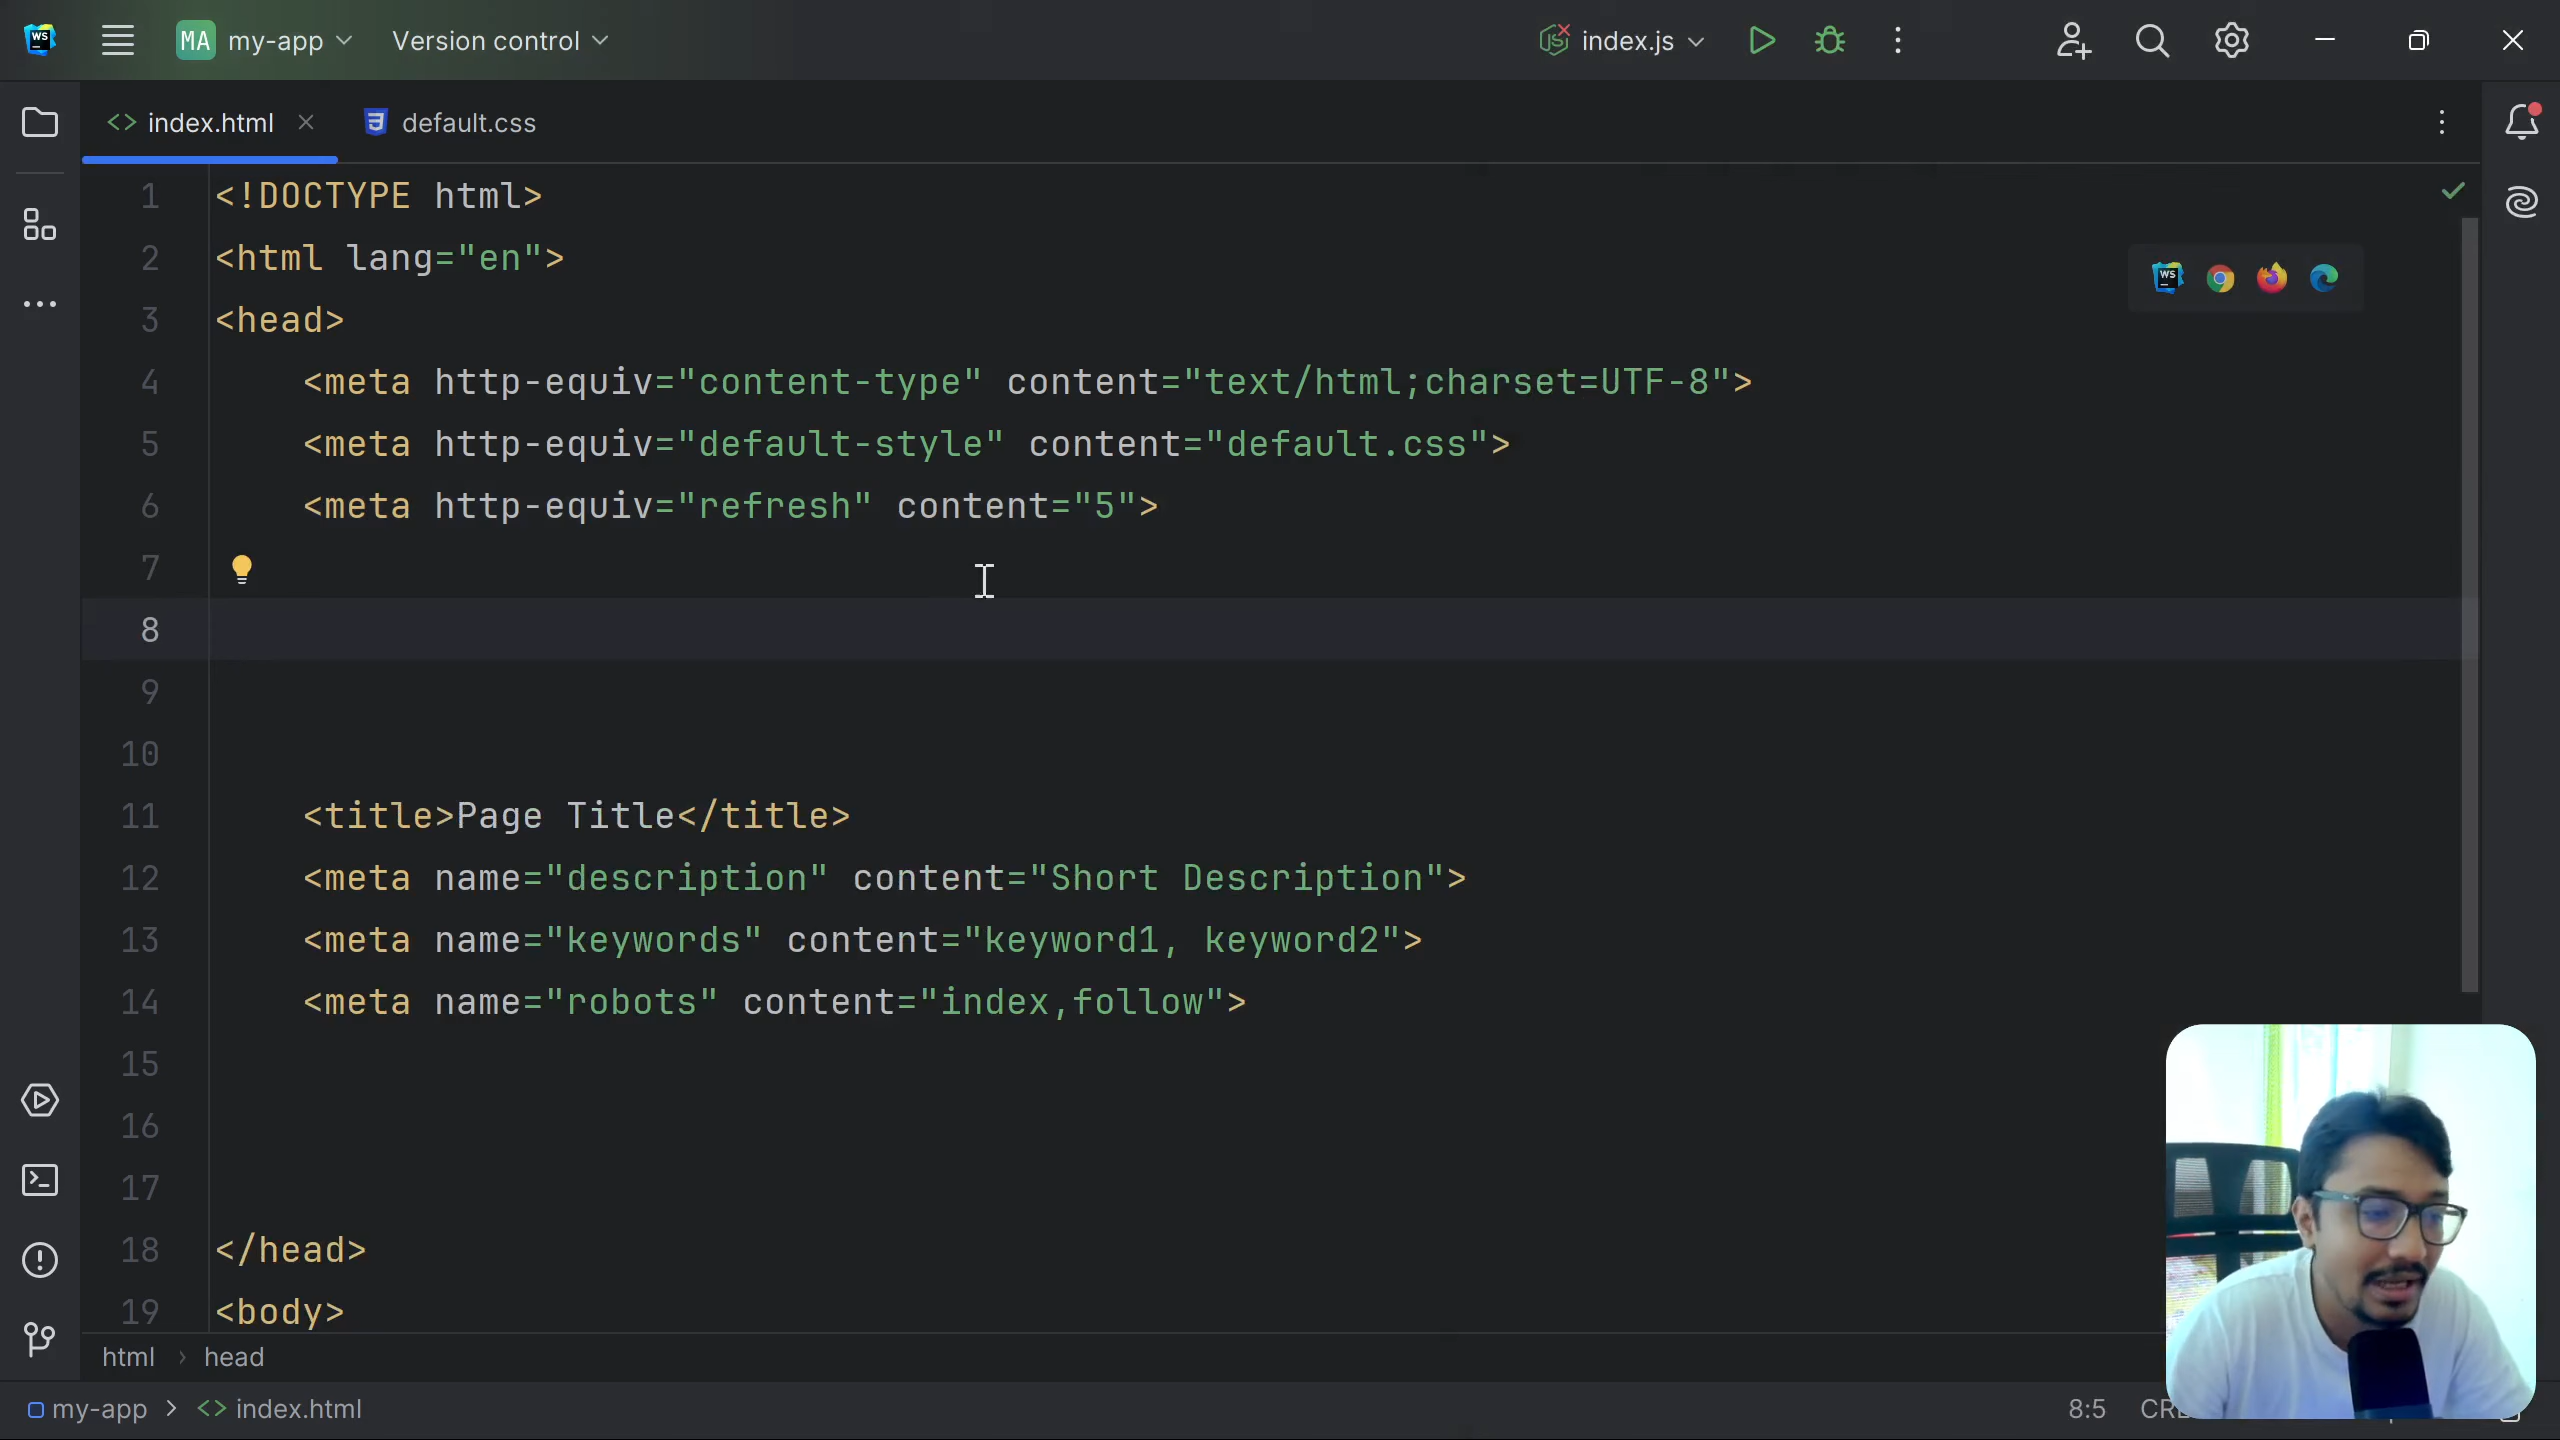 WS MA my-app Version control index.js
index.html default.css
1 <!DOCTYPE html>
2 <html lang="en">
3 <head>
4 <meta http-equiv="content-type" content="text/html;charset=UTF-8">
5 <meta http-equiv="default-style" content="default.css">
6 <meta http-equiv="refresh" content="5">
7
8
9
10
11 <title>Page Title</title>
12 <meta name="description" content="Short Description">
13 <meta name="keywords" content="keyword1, keyword2">
14 <meta name="robots" content="index,follow">
15
16
17
18 </head>
19 <body>
html › head
my-app > <> index.html 8:5